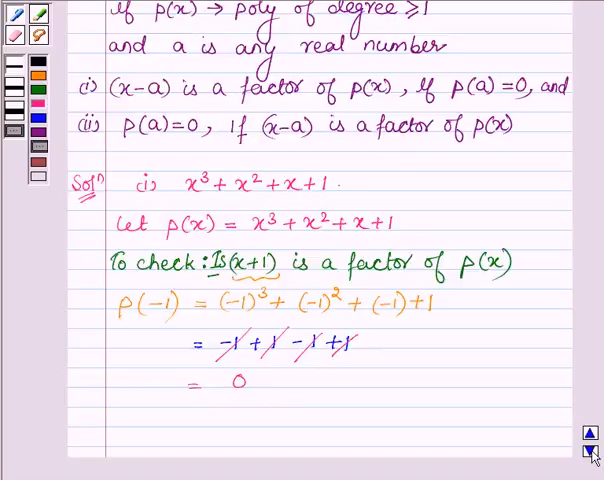 If p(x) → poly of degree ≥ 1
and a is any real number
(i) (x-a) is a factor of p(x), If p(a) = 0, and
(ii) p(a) = 0, If (x-a) is a factor of p(x)
Solⁿ (i) x³ + x² + x + 1.
Let p(x) = x³ + x² + x + 1
To check: Is (x+1) is a factor of p(x)
p(-1) = (-1)³ + (-1)² + (-1) + 1
= -1 + 1 - 1 + 1
= 0